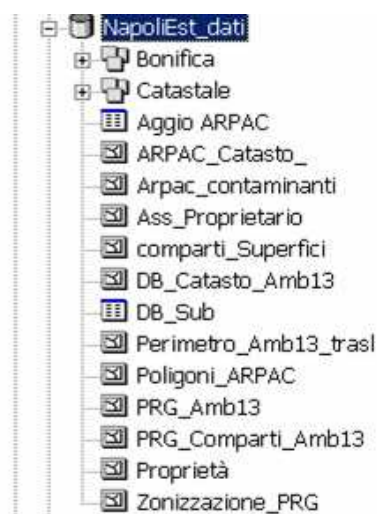 NapoliEst_dati
Bonifica
Catastale
Aggio ARPAC
ARPAC_Catasto_
Arpac_contaminanti
Ass_Proprietario
comparti_Superfici
DB_Catasto_Amb13
DB_Sub
Perimetro_Amb13_trasl
Poligoni_ARPAC
PRG_Amb13
PRG_Comparti_Amb13
Proprietà
Zonizzazione_PRG